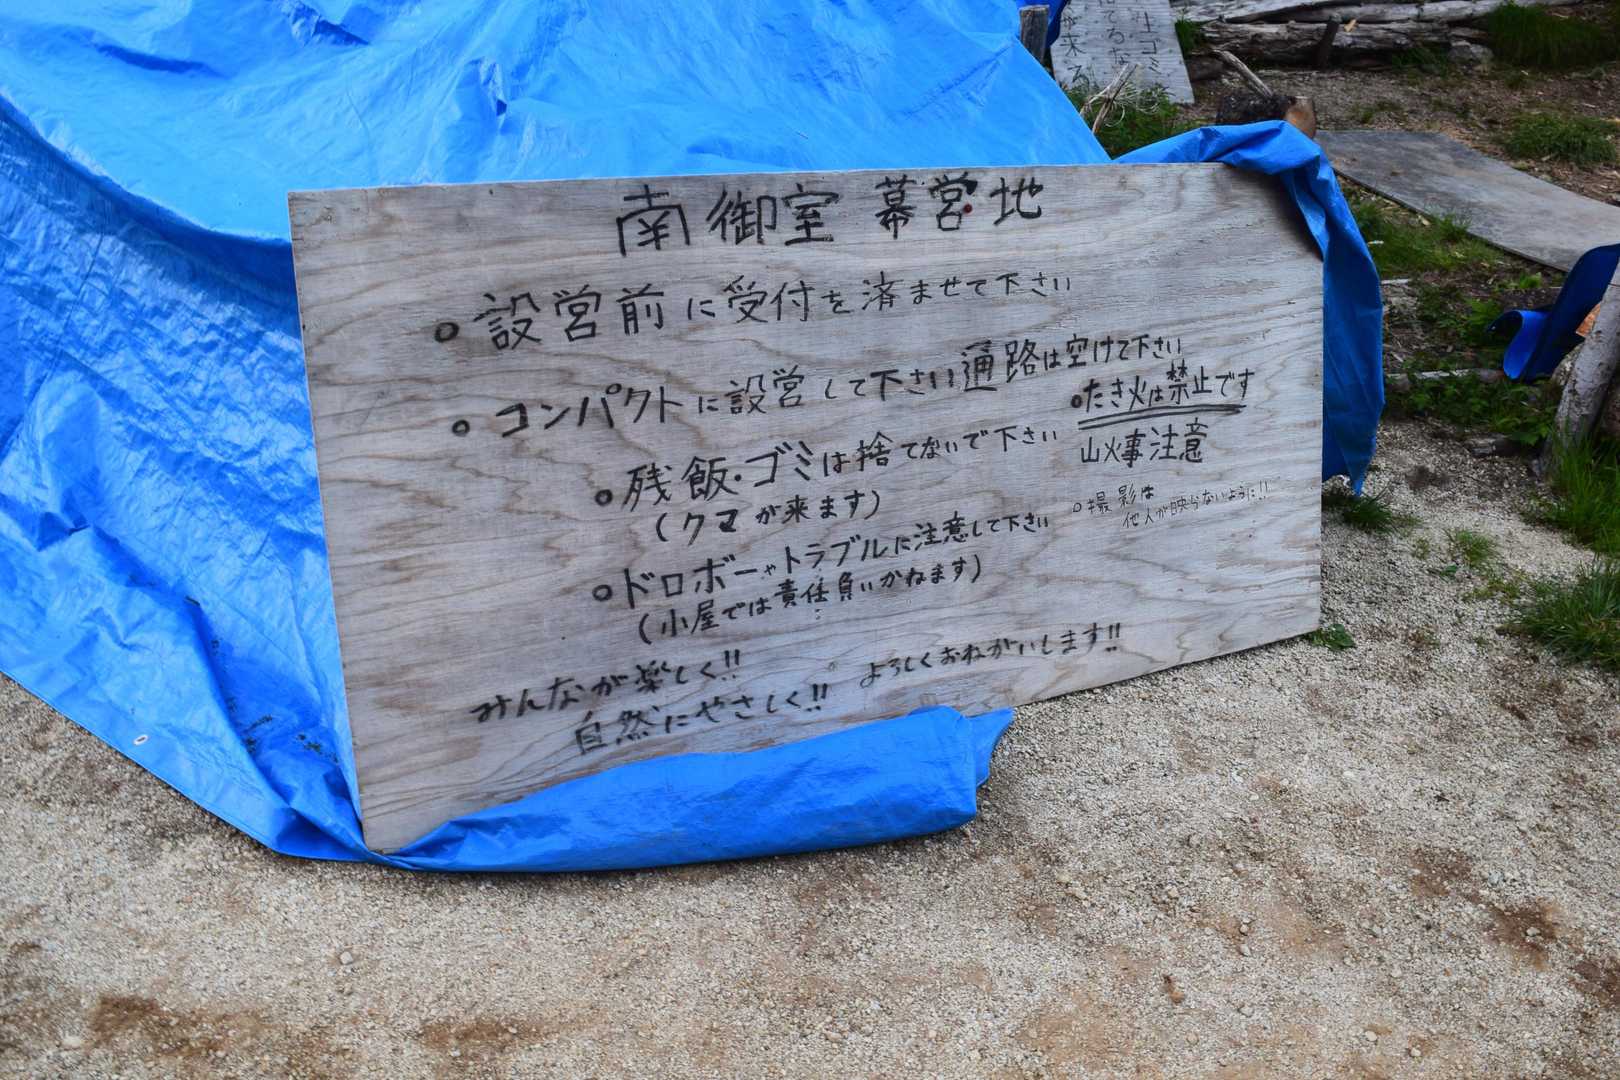 南御室 幕営地
○設営前に受付を済ませて下さい
○コンパクトに設営して下さい通路は空けて下さい
○残飯・ゴミは捨てないで下さい
(クマが来ます)
○ドロボーやトラブルに注意して下さい
(小屋では責任負いかねます)
○たき火は禁止です
山火事注意
○撮影は
他人が映らないように!!
みんなが楽しく!!
自然にやさしく!!
よろしくおねがいします!!